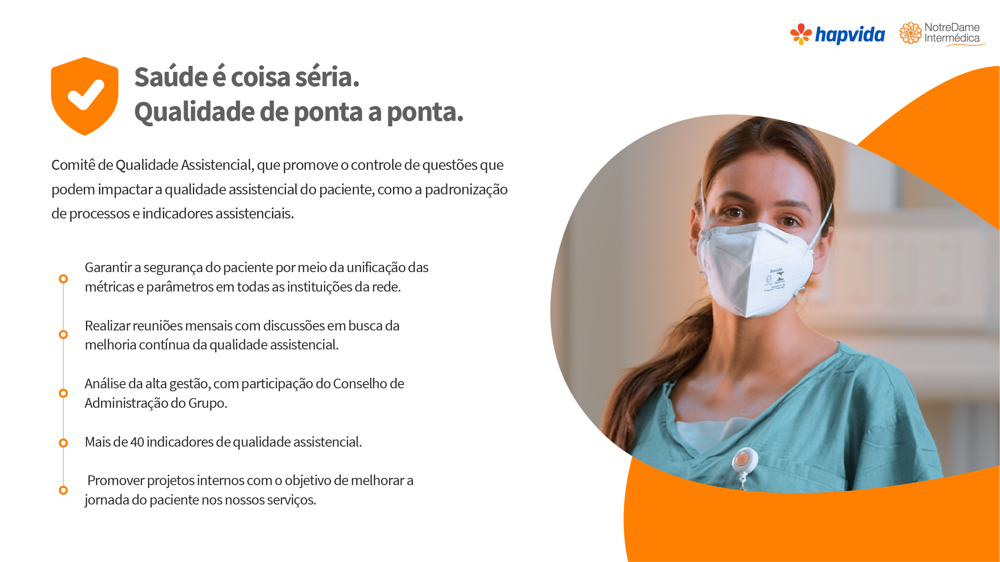 hapvida
NotreDame
Intermédica
Saúde é coisa séria.
Qualidade de ponta a ponta.
Comitê de Qualidade Assistencial, que promove o controle de questões que
podem impactar a qualidade assistencial do paciente, como a padronização
de processos e indicadores assistenciais.
Garantir a segurança do paciente por meio da unificação das
métricas e parâmetros em todas as instituições da rede.
Realizar reuniões mensais com discussões em busca da
melhoria contínua da qualidade assistencial.
Análise da alta gestão, com participação do Conselho de
Administração do Grupo.
Mais de 40 indicadores de qualidade assistencial.
Promover projetos internos com o objetivo de melhorar a
jornada do paciente nos nossos serviços.
Saúde